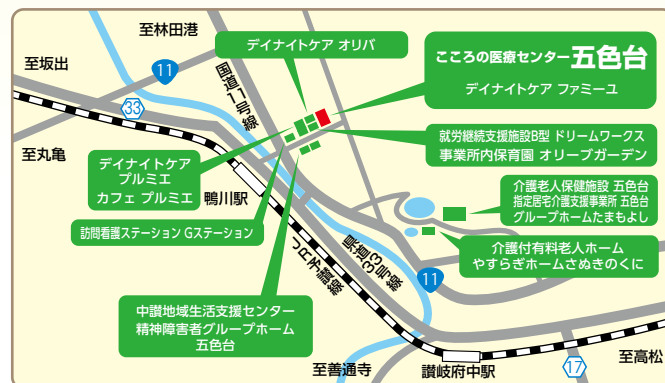 至林田港
至坂出
11
33
国道11号線
デイナイトケア オリバ
こころの医療センター 五色台
デイナイトケア ファミーユ
就労継続支援施設B型 ドリームワークス
事業所内保育園 オリーブガーデン
至丸亀
デイナイトケア
プルミエ
カフェ プルミエ
鴨川駅
訪問看護ステーション Gステーション
介護老人保健施設 五色台
指定居宅介護支援事業所 五色台
グループホームたまもよし
介護付有料老人ホーム
やすらぎホームさぬきのくに
JR予讃線
県道33号線
11
中讃地域生活支援センター
精神障害者グループホーム
五色台
至善通寺
讃岐府中駅
17
至高松